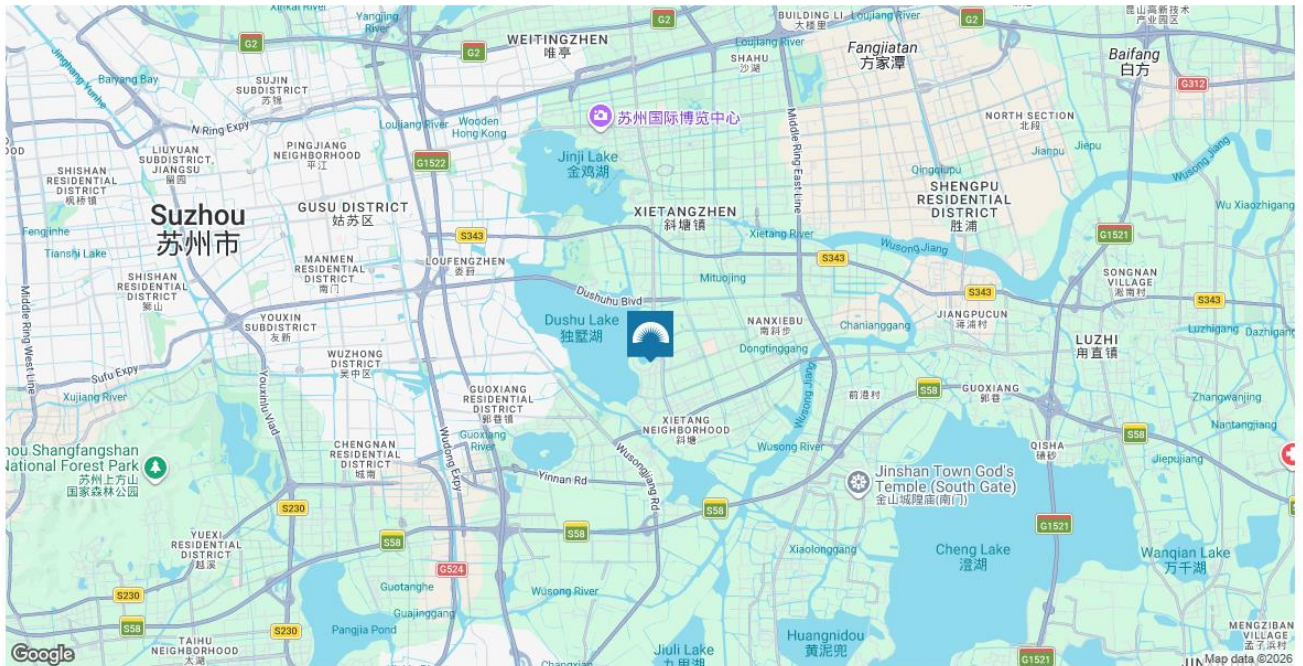 Xinkai River
Yangjing River
G2
G2
WEITINGZHEN
唯亭
BUILDING LI
大楼里
Loujiang River
G2
昆山高新技术
产业园区
Jinghang Yunhe
Baiyang Bay
SUJIN
SUBDISTRICT
苏锦
Loujiang River
SHAHU
沙湖
Fangjiatan
方家潭
Baifang
白方
G312
N Ring Expy
Loujiang River
Wooden
Hong Kong
苏州国际博览中心
NORTH SECTION
北段
LIUYUAN
SUBDISTRICT,
JIANGSU
留园
PINGJIANG
NEIGHBORHOOD
平江
G1522
Jinji Lake
金鸡湖
Middle Ring East Line
Jianpu
Jiepu
Wusong Jiang
SHISHAN
RESIDENTIAL
DISTRICT
枫桥镇
Qingqiupu
SHENGPU
RESIDENTIAL
DISTRICT
胜浦
Wu Xiaozhigang
Suzhou
苏州市
GUSU DISTRICT
姑苏区
XIETANGZHEN
斜塘镇
Fengjinhe
S343
Xietang River
Wusong Jiang
G1521
Tianshi Lake
MANMEN
RESIDENTIAL
DISTRICT
南门
LOUFENGZHEN
娄葑
S343
SHISHAN
RESIDENTIAL
DISTRICT
狮山
Mituojing
SONGNAN
VILLAGE
淞南村
Middle Ring West Line
Dushuhu Blvd
S343
S343
YOUXIN
SUBDISTRICT
友新
Dushu Lake
独墅湖
NANXIEBU
南斜步
Chanianggang
JIANGPUCUN
蒋浦村
Luzhigang
Dazhigang
WUZHONG
DISTRICT
吴中区
Dongtinggang
LUZHI
甪直镇
Sufu Expy
Xujiang River
Youxinlu Viad
GUOXIANG
RESIDENTIAL
DISTRICT
郭巷镇
Wusong Jiang
前港村
S58
GUOXIANG
郭巷
Zhangwanjing
Nantangjiang
XIETANG
NEIGHBORHOOD
斜塘
Wudong Expy
Guoxiang
River
CHENGNAN
RESIDENTIAL
DISTRICT
城南
Wusong River
QISHA
碛砂
S58
Jiepujiang
hou Shangfangshan
National Forest Park
苏州上方山
国家森林公园
Yinnan Rd
Wusongjiang Rd
Jinshan Town God's
Temple (South Gate)
金山城隍庙(南门)
S230
S58
S58
G1521
YUEXI
RESIDENTIAL
DISTRICT
越溪
S58
Xiaolonggang
Cheng Lake
澄湖
Wanqian Lake
万千湖
G524
Guotanghe
Wusong River
S230
Guajinggang
S58
S230
Pangjia Pond
Huangnidou
黄泥兜
MENGZIBAN
VILLAGE
孟子浜村
TAIHU
NEIGHBORHOOD
太湖
Jiuli Lake
九里湖
G1521
Changxian
Google
Map data ©2026